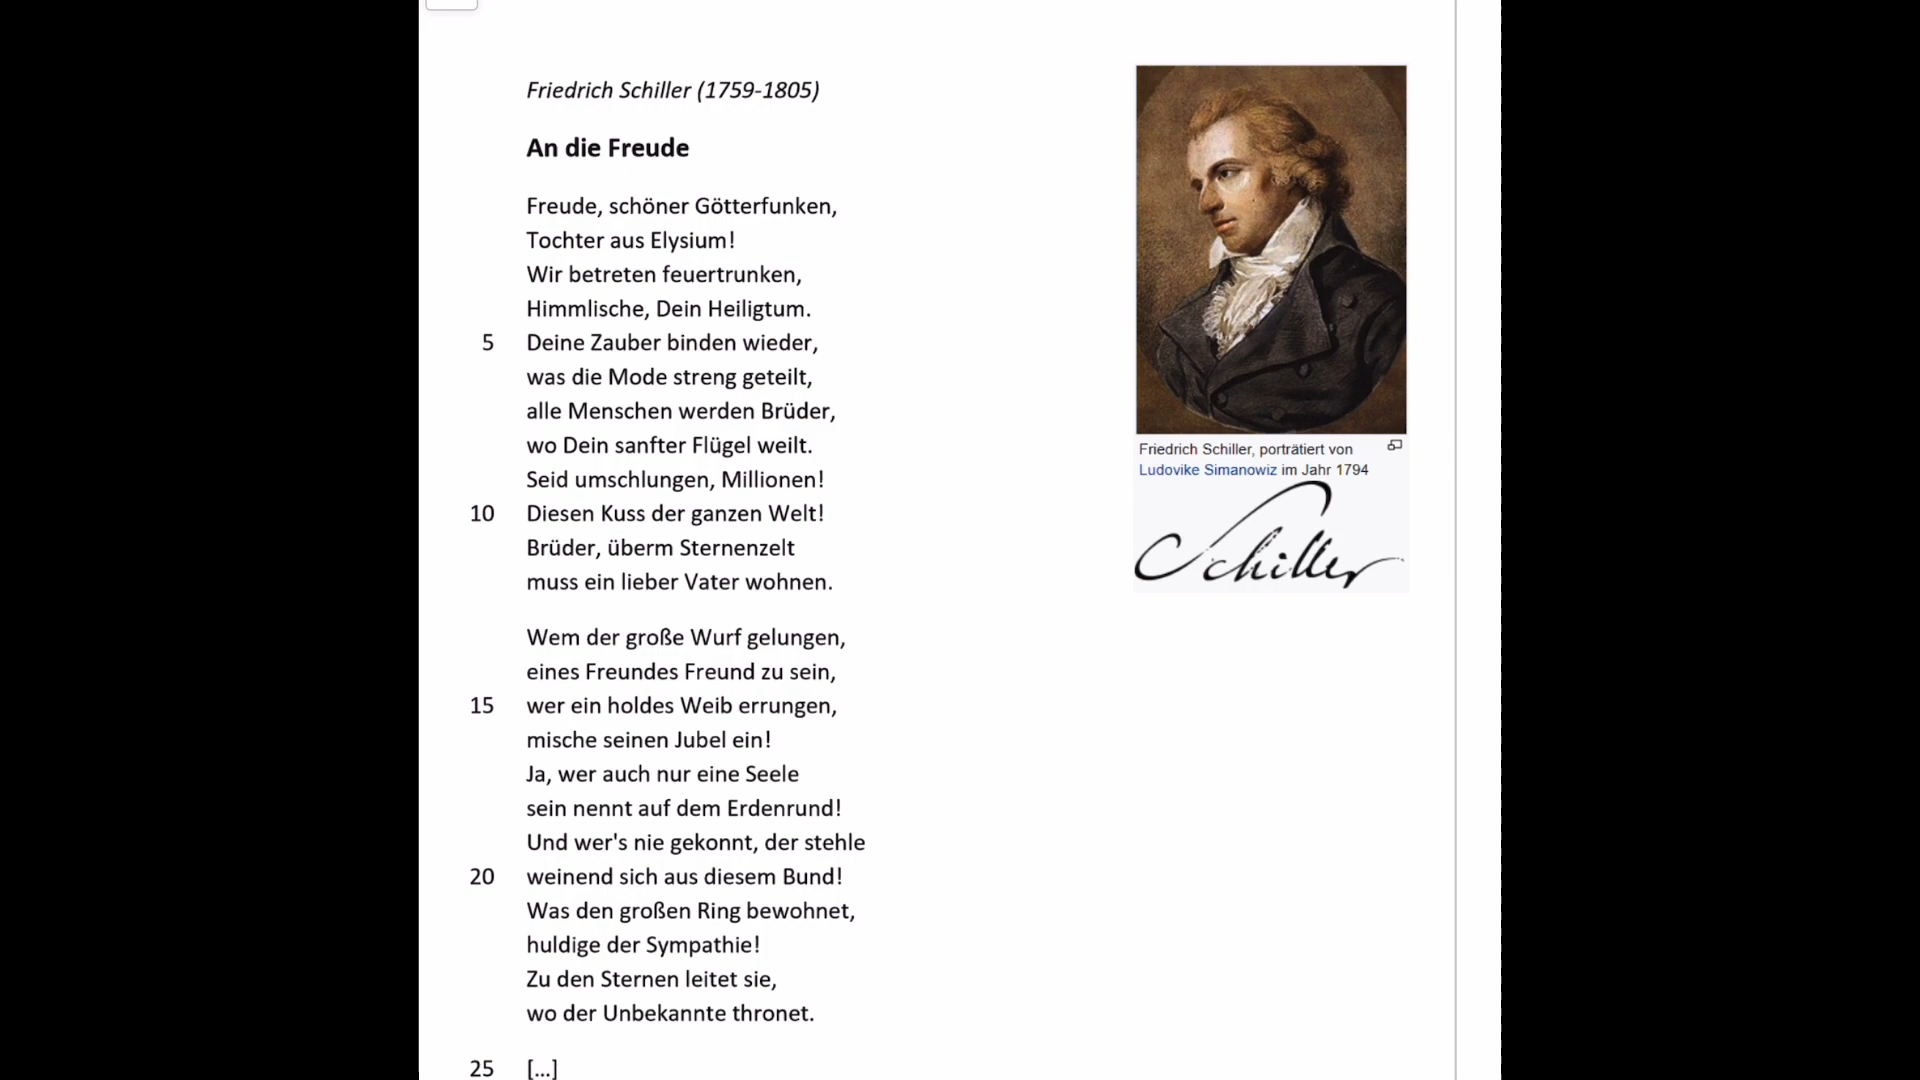 Friedrich Schiller (1759-1805)
An die Freude
Freude, schöner Götterfunken,
Tochter aus Elysium!
Wir betreten feuertrunken,
Himmlische, Dein Heiligtum.
5 Deine Zauber binden wieder,
was die Mode streng geteilt,
alle Menschen werden Brüder,
wo Dein sanfter Flügel weilt.
Seid umschlungen, Millionen!
10 Diesen Kuss der ganzen Welt!
Brüder, überm Sternenzelt
muss ein lieber Vater wohnen.
Wem der große Wurf gelungen,
eines Freundes Freund zu sein,
15 wer ein holdes Weib errungen,
mische seinen Jubel ein!
Ja, wer auch nur eine Seele
sein nennt auf dem Erdenrund!
Und wer's nie gekonnt, der stehle
20 weinend sich aus diesem Bund!
Was den großen Ring bewohnet,
huldige der Sympathie!
Zu den Sternen leitet sie,
wo der Unbekannte thronet.
25 [...]
Friedrich Schiller, porträtiert von
Ludovike Simanowiz im Jahr 1794
Schiller